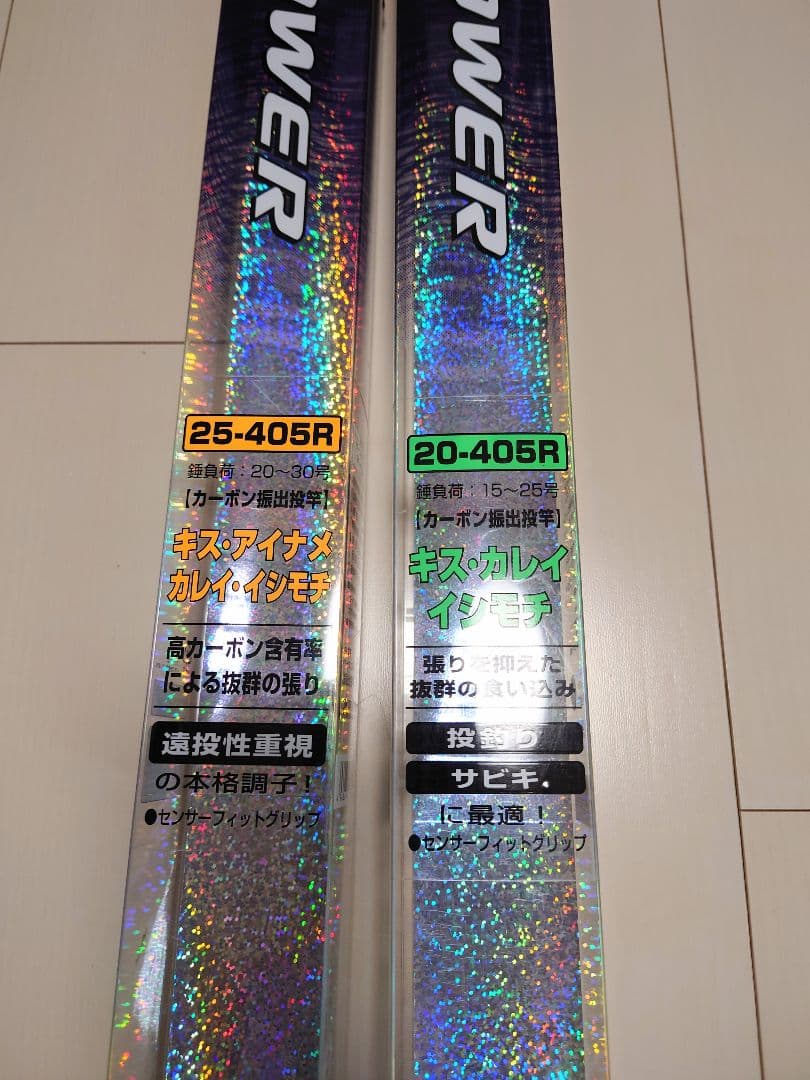 OWER
25-405R
錘負荷：20〜30号
【カーボン振出投竿】
キス・アイナメ
カレイ・イシモチ
高カーボン含有率
による抜群の張り
遠投性重視
の本格調子！
●センサーフィットグリップ
OWER
20-405R
錘負荷：15〜25号
【カーボン振出投竿】
キス・カレイ
イシモチ
張りを抑えた
抜群の食い込み
投釣り
サビキ
に最適！
●センサーフィットグリップ